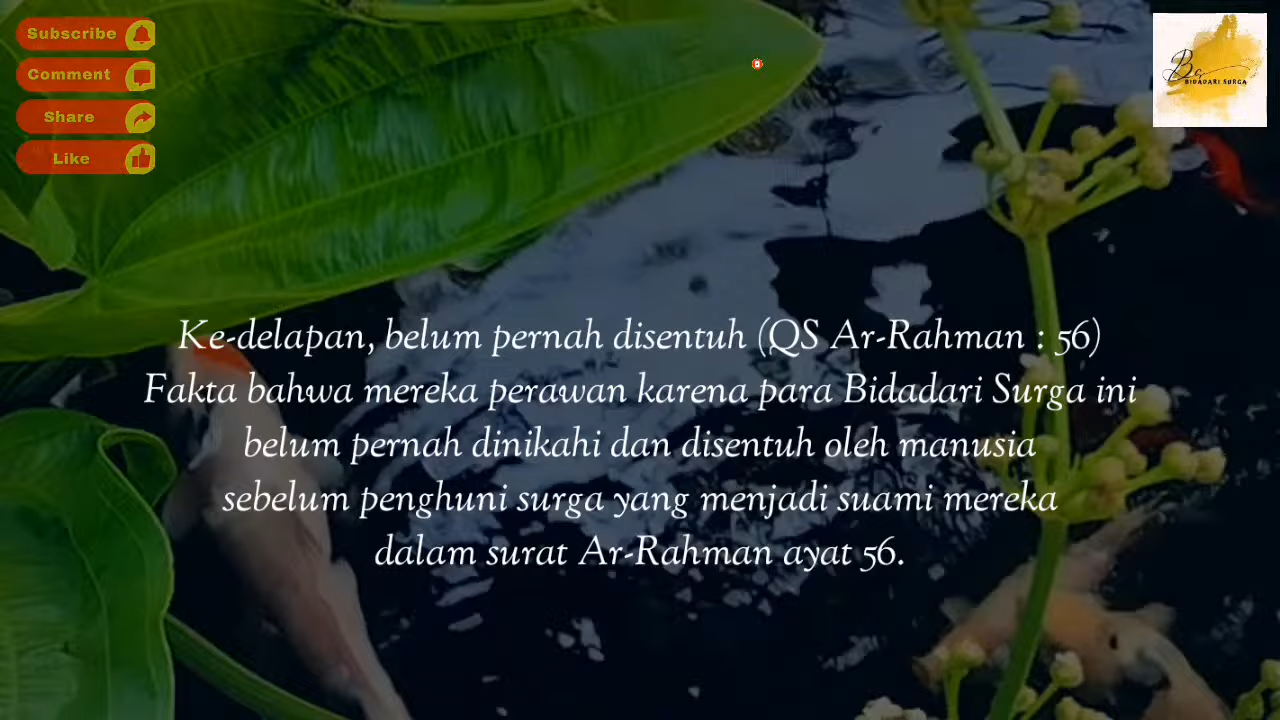 Subscribe
Comment
Share
Like
Bs
BIDADARI SURGA
Ke-delapan, belum pernah disentuh (QS Ar-Rahman : 56)
Fakta bahwa mereka perawan karena para Bidadari Surga ini
belum pernah dinikahi dan disentuh oleh manusia
sebelum penghuni surga yang menjadi suami mereka
dalam surat Ar-Rahman ayat 56.